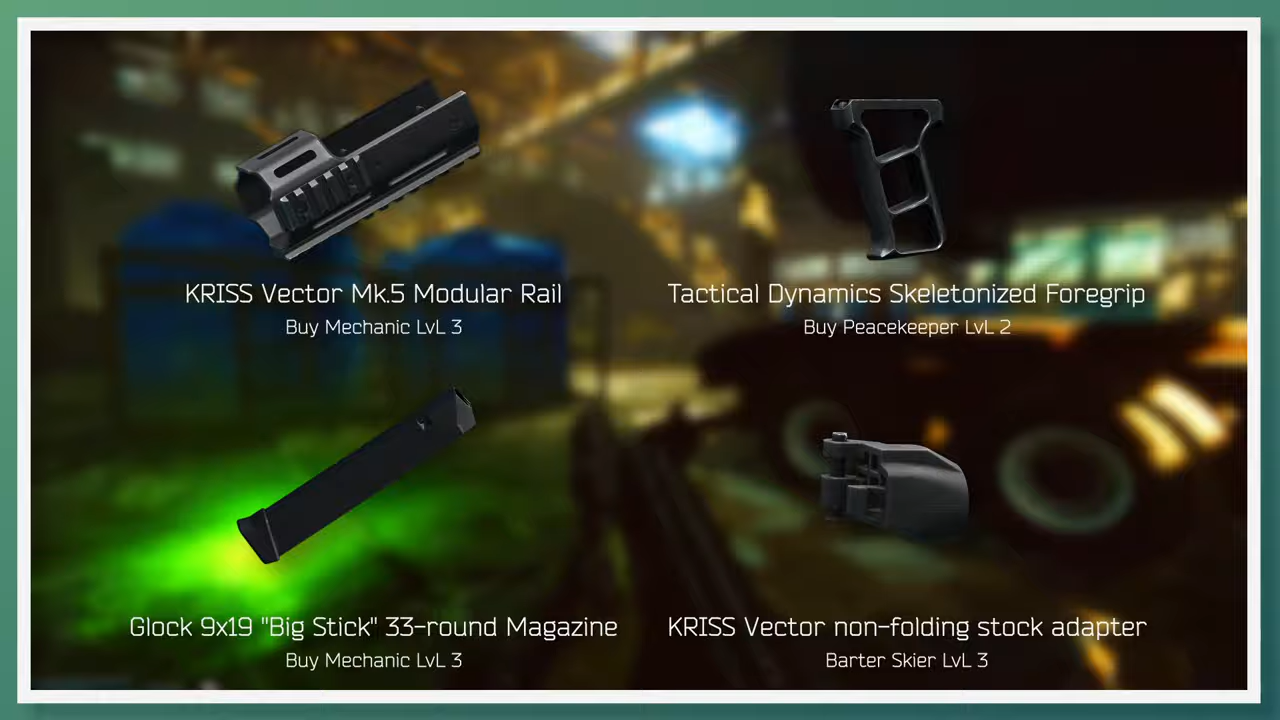 KRISS Vector Mk.5 Modular Rail
Buy Mechanic LvL 3
Tactical Dynamics Skeletonized Foregrip
Buy Peacekeeper LvL 2
Glock 9x19 "Big Stick" 33-round Magazine
Buy Mechanic LvL 3
KRISS Vector non-folding stock adapter
Barter Skier LvL 3